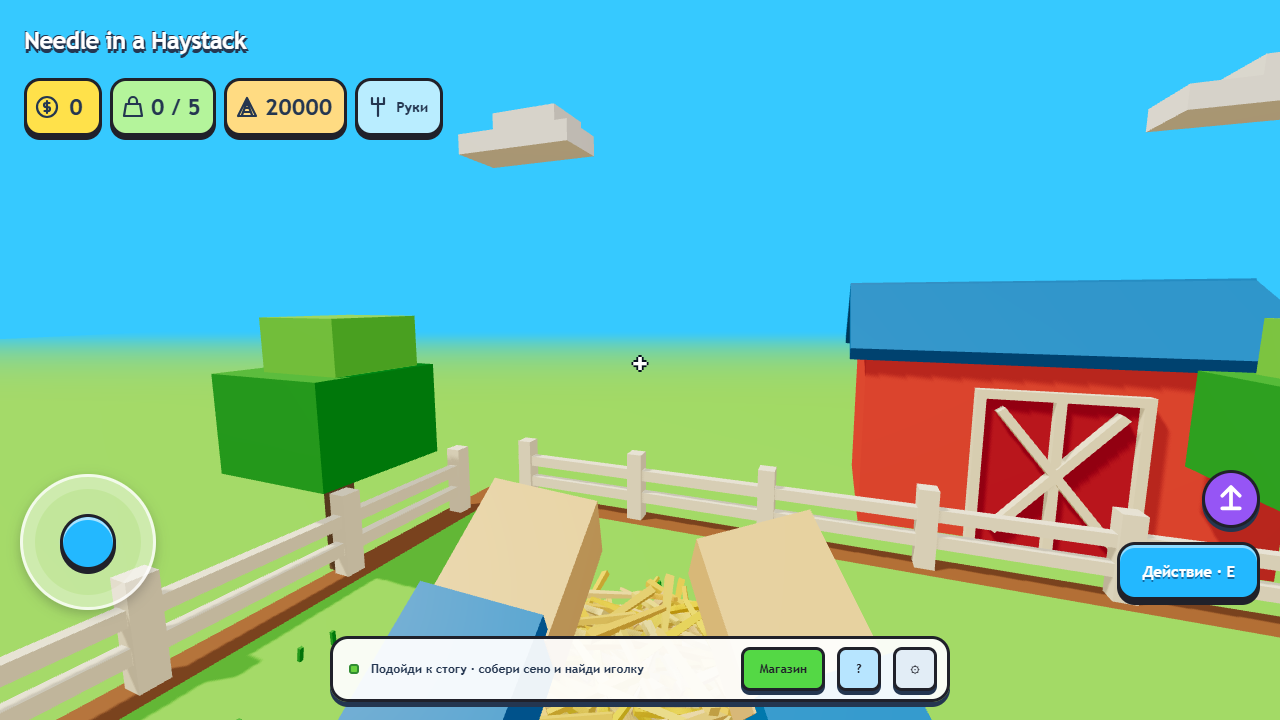 Needle in a Haystack
0
0 / 5
20000
Руки
Действие · E
Подойди к стогу · собери сено и найди иголку
Магазин
?